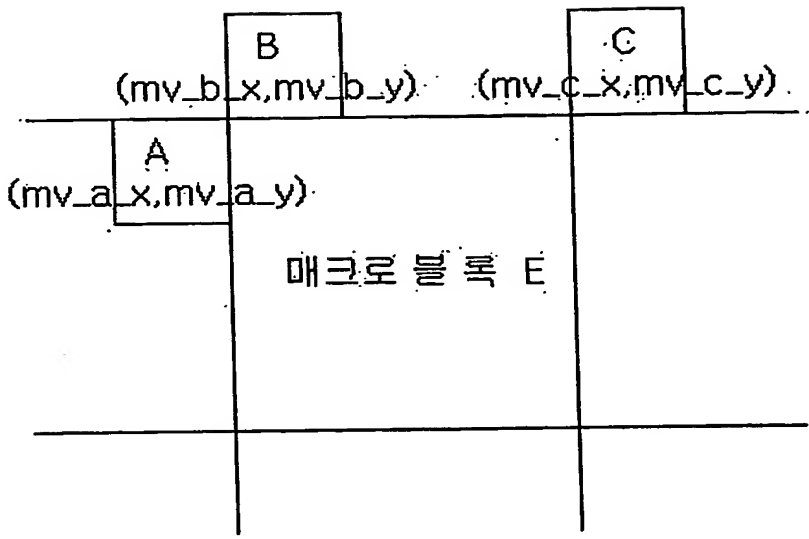 B
(mv_b_x,mv_b_y)
C
(mv_c_x,mv_c_y)
A
(mv_a_x,mv_a_y)
매크로블록 E